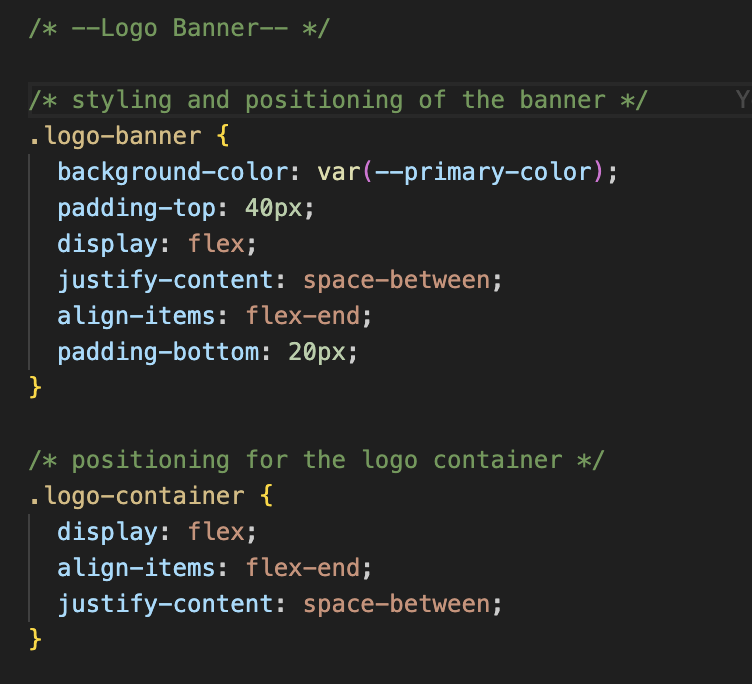 /* --Logo Banner-- */
/* styling and positioning of the banner */ Y
.logo-banner {
  background-color: var(--primary-color);
  padding-top: 40px;
  display: flex;
  justify-content: space-between;
  align-items: flex-end;
  padding-bottom: 20px;
}
/* positioning for the logo container */
.logo-container {
  display: flex;
  align-items: flex-end;
  justify-content: space-between;
}